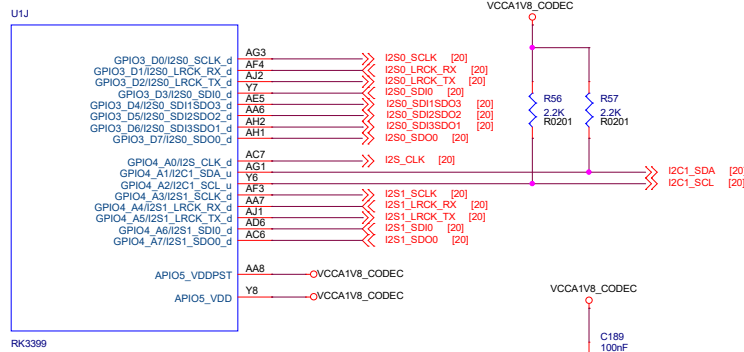 U1J
VCCA1V8_CODEC
GPIO3_D0/I2S0_SCLK_d AG3 I2S0_SCLK [20]
GPIO3_D1/I2S0_LRCK_RX_d AF4 I2S0_LRCK_RX [20]
GPIO3_D2/I2S0_LRCK_TX_d AJ2 I2S0_LRCK_TX [20]
GPIO3_D3/I2S0_SDI0_d Y7 I2S0_SDI0 [20]
GPIO3_D4/I2S0_SDI1SDO3_d AE5 I2S0_SDI1SDO3 [20]
GPIO3_D5/I2S0_SDI2SDO2_d AA6 I2S0_SDI2SDO2 [20]
GPIO3_D6/I2S0_SDI3SDO1_d AH2 I2S0_SDI3SDO1 [20]
GPIO3_D7/I2S0_SDO0_d AH1 I2S0_SDO0 [20]
R56 R57
2.2K 2.2K
R0201 R0201
GPIO4_A0/I2S_CLK_d AC7 I2S_CLK [20]
GPIO4_A1/I2C1_SDA_u AG1 I2C1_SDA [20]
GPIO4_A2/I2C1_SCL_u Y6 I2C1_SCL [20]
GPIO4_A3/I2S1_SCLK_d AF3 I2S1_SCLK [20]
GPIO4_A4/I2S1_LRCK_RX_d AA7 I2S1_LRCK_RX [20]
GPIO4_A5/I2S1_LRCK_TX_d AJ1 I2S1_LRCK_TX [20]
GPIO4_A6/I2S1_SDI0_d AD6 I2S1_SDI0 [20]
GPIO4_A7/I2S1_SDO0_d AC6 I2S1_SDO0 [20]
APIO5_VDDPST AA8 VCCA1V8_CODEC
APIO5_VDD Y8 VCCA1V8_CODEC
VCCA1V8_CODEC
RK3399
C189
100nF